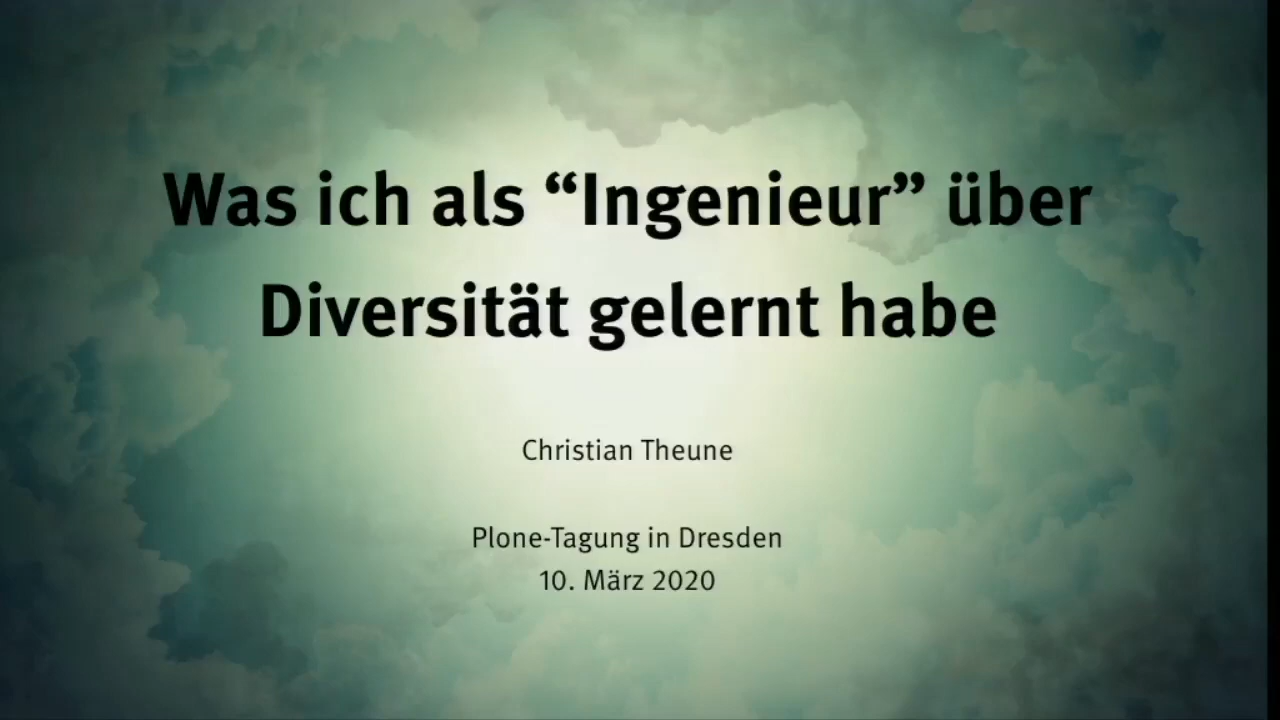 Was ich als “Ingenieur” über
Diversität gelernt habe
Christian Theune
Plone-Tagung in Dresden
10. März 2020